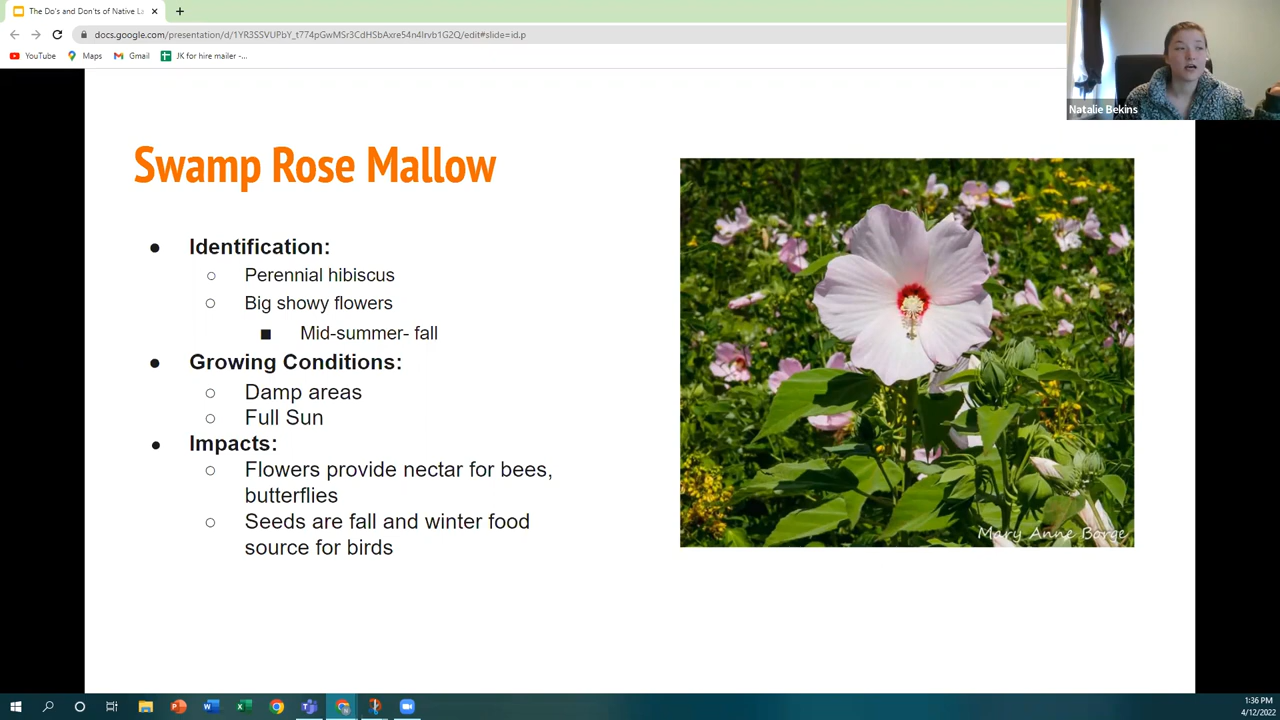 The Do's and Don'ts of Native La
docs.google.com/presentation/d/1YR3SSVUPbY_t774pGwMSr3CdHSbAxre54n4lrvb1G2Q/edit#slide=id.p
YouTube
Maps
Gmail
JK for hire mailer -...
Natalie Bekins
Swamp Rose Mallow
● Identification:
○ Perennial hibiscus
○ Big showy flowers
■ Mid-summer- fall
● Growing Conditions:
○ Damp areas
○ Full Sun
● Impacts:
○ Flowers provide nectar for bees,
butterflies
○ Seeds are fall and winter food
source for birds
Mary Anne Borge
1:36 PM
4/12/2022